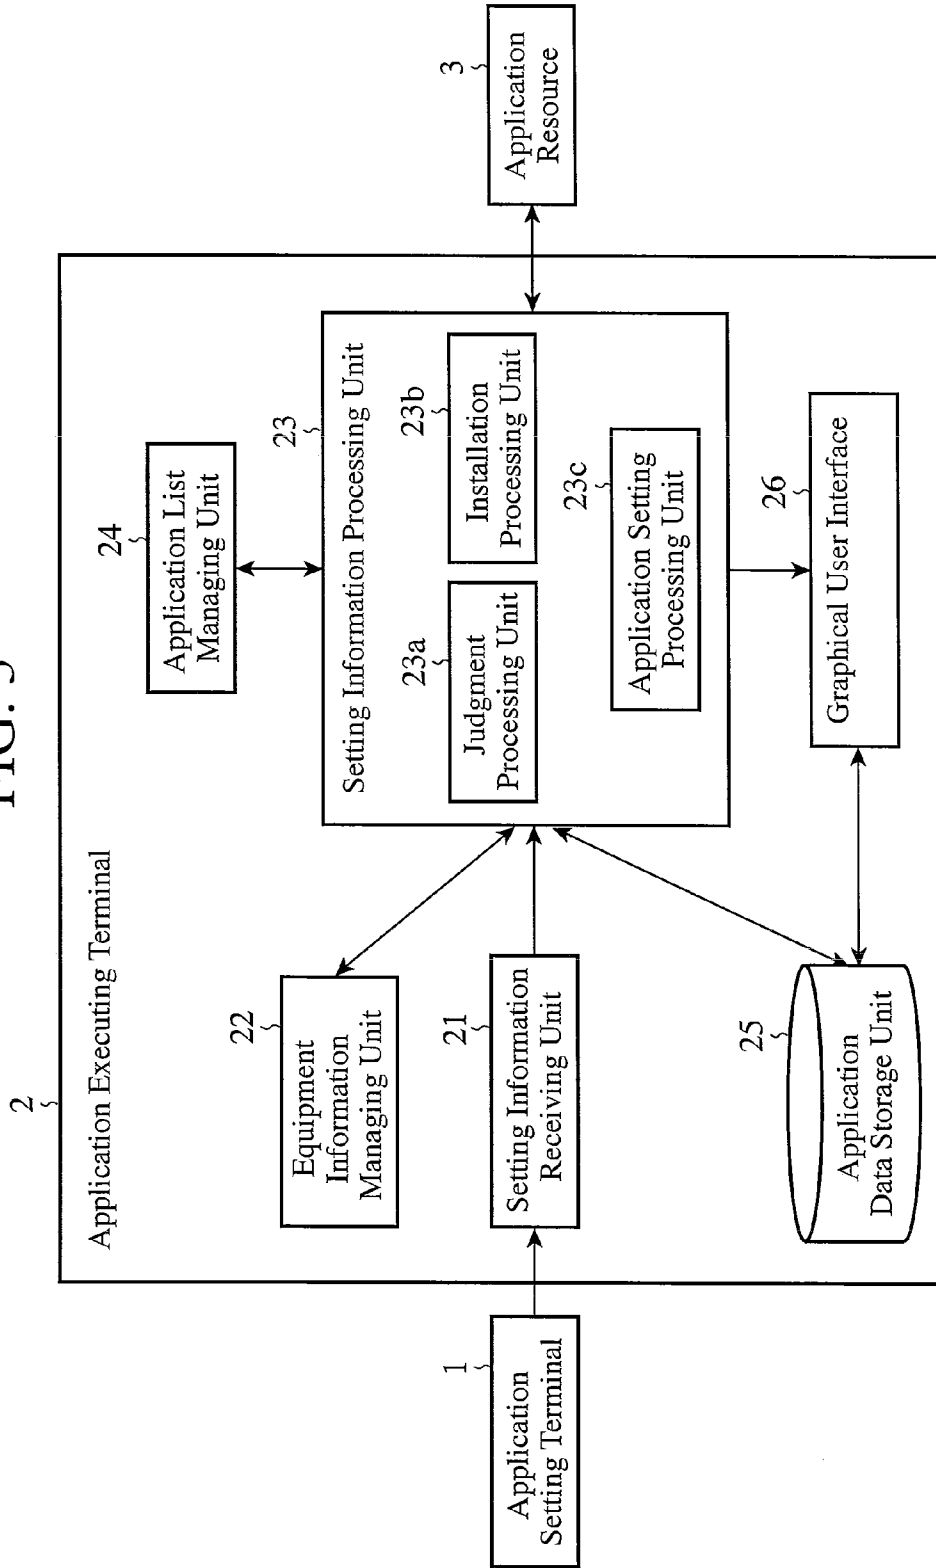 FIG.
2
Application Executing Terminal
24
Application List
Managing Unit
22
Equipment
Information
Managing Unit
23
Setting Information Processing Unit
23a
Judgment
Processing Unit
23b
Installation
Processing Unit
1
Application
Setting Terminal
21
Setting Information
Receiving Unit
3
Application
Resource
23c
Application Setting
Processing Unit
25
Application
Data Storage Unit
26
Graphical User Interface